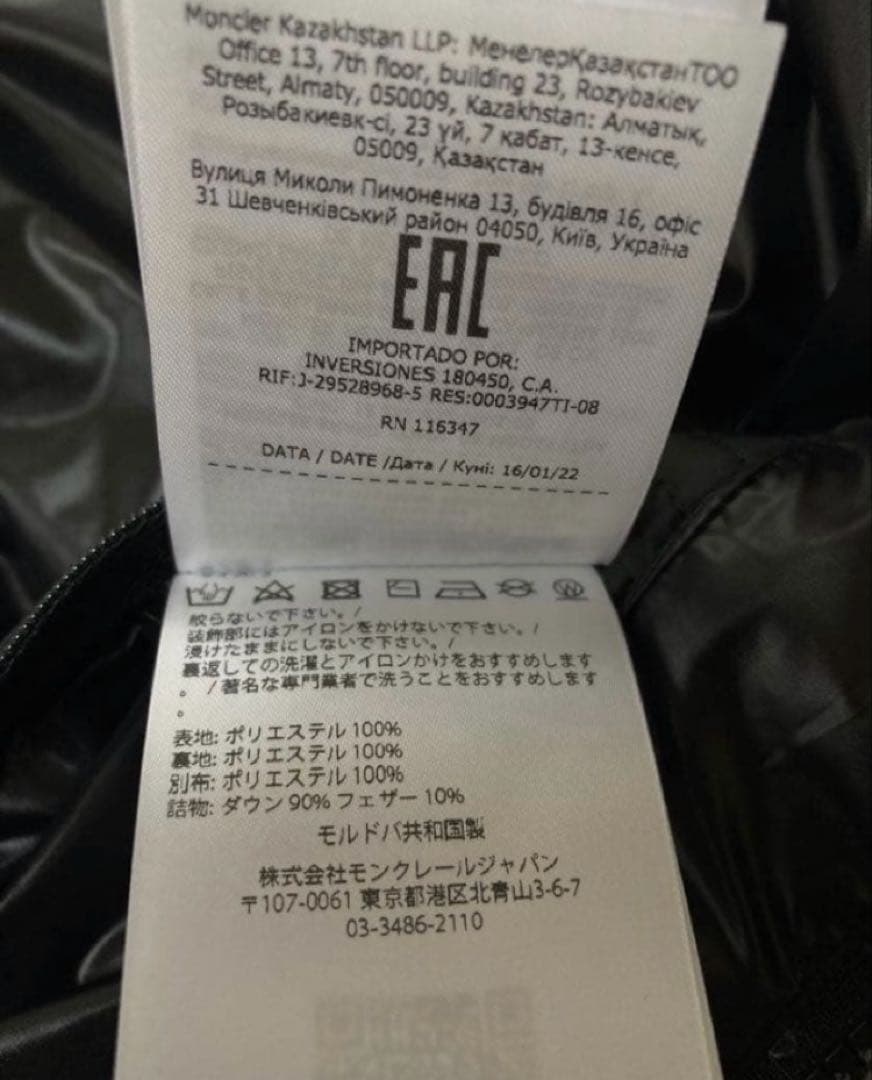 Moncler Kazakhstan LLP: МенелерҚазақстанТОО
Office 13, 7th floor, building 23, Rozybakiev
Street, Almaty, 050009, Kazakhstan: Алматық,
Розыбакиевк-сі, 23 үй, 7 қабат, 13-кенсе,
05009, Қазақстан
Вулиця Миколи Пимоненка 13, будівля 16, офіс
31 Шевченківський район 04050, Київ, Україна
EAC
IMPORTADO POR:
INVERSIONES 180450, C.A.
RIF:J-29528968-5 RES:0003947TI-08
RN 116347
DATA / DATE /Дата / Күні: 16/01/22
絞らないで下さい。/
装飾部にはアイロンをかけないで下さい。/
浸けたままにしないで下さい。/
裏返しての洗濯とアイロンかけをおすすめします
。 /著名な専門業者で洗うことをおすすめします
。
表地: ポリエステル 100%
裏地: ポリエステル 100%
別布: ポリエステル 100%
詰物: ダウン 90% フェザー 10%
モルドバ共和国製
株式会社モンクレールジャパン
〒107-0061 東京都港区北青山3-6-7
03-3486-2110